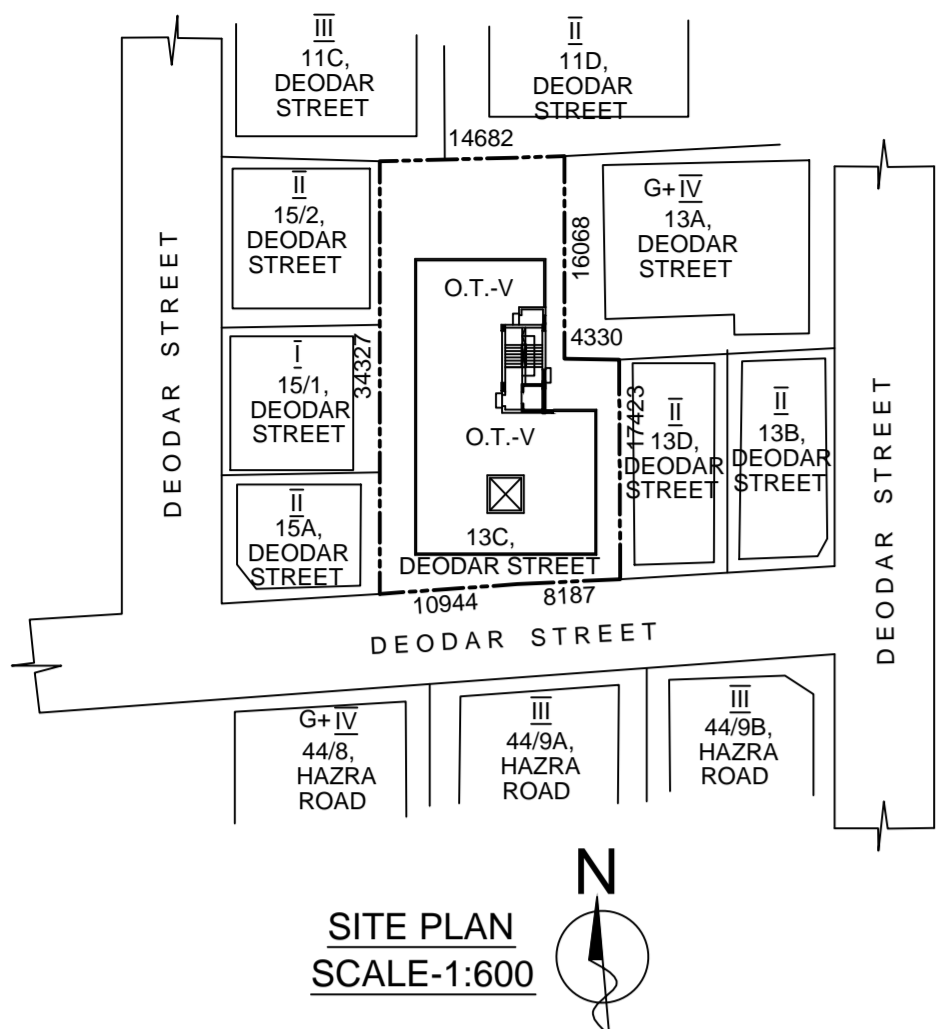 III
11C,
DEODAR
STREET
II
11D,
DEODAR
STREET
14682
II
15/2,
DEODAR
STREET
G+IV
13A,
DEODAR
STREET
16068
O.T.-V
4330
DEODAR STREET
I
15/1,
DEODAR
STREET
34327
17423
II
13D,
DEODAR
STREET
II
13B,
DEODAR
STREET
DEODAR STREET
O.T.-V
II
15A,
DEODAR
STREET
13C,
DEODAR STREET
10944
8187
DEODAR STREET
G+IV
44/8,
HAZRA
ROAD
III
44/9A,
HAZRA
ROAD
III
44/9B,
HAZRA
ROAD
N
SITE PLAN
SCALE-1:600